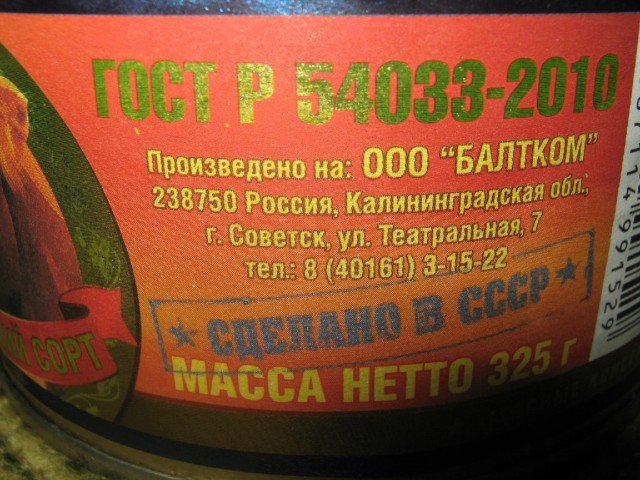 ГОСТ Р 54033-2010
Произведено на: ООО "БАЛТКОМ"
238750 Россия, Калининградская обл.,
г. Советск, ул. Театральная, 7
тел.: 8 (40161) 3-15-22
★ СДЕЛАНО В СССР ★
МАССА НЕТТО 325 г
СОРТ
991529